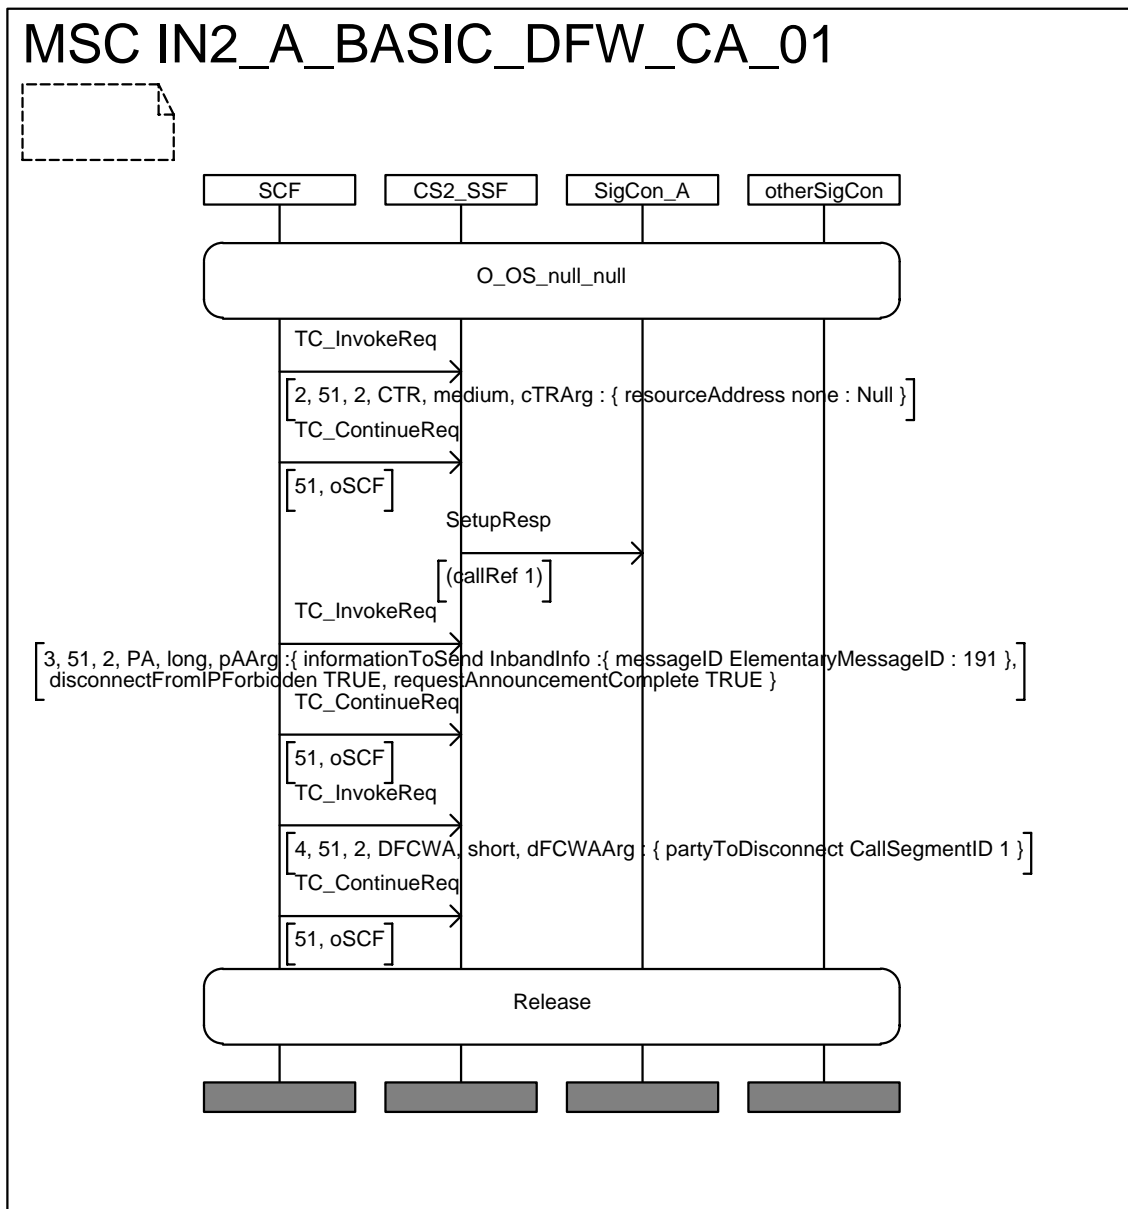 MSC IN2_A_BASIC_DFW_CA_01
SCF CS2_SSF SigCon_A otherSigCon
O_OS_null_null
TC_InvokeReq
2, 51, 2, CTR, medium, cTRArg : { resourceAddress none : Null }
TC_ContinueReq
51, oSCF
SetupResp
(callRef 1)
TC_InvokeReq
3, 51, 2, PA, long, pAArg :{ informationToSend InbandInfo :{ messageID ElementaryMessageID : 191 },
disconnectFromIPForbidden TRUE, requestAnnouncementComplete TRUE }
TC_ContinueReq
51, oSCF
TC_InvokeReq
4, 51, 2, DFCWA, short, dFCWAArg : { partyToDisconnect CallSegmentID 1 }
TC_ContinueReq
51, oSCF
Release